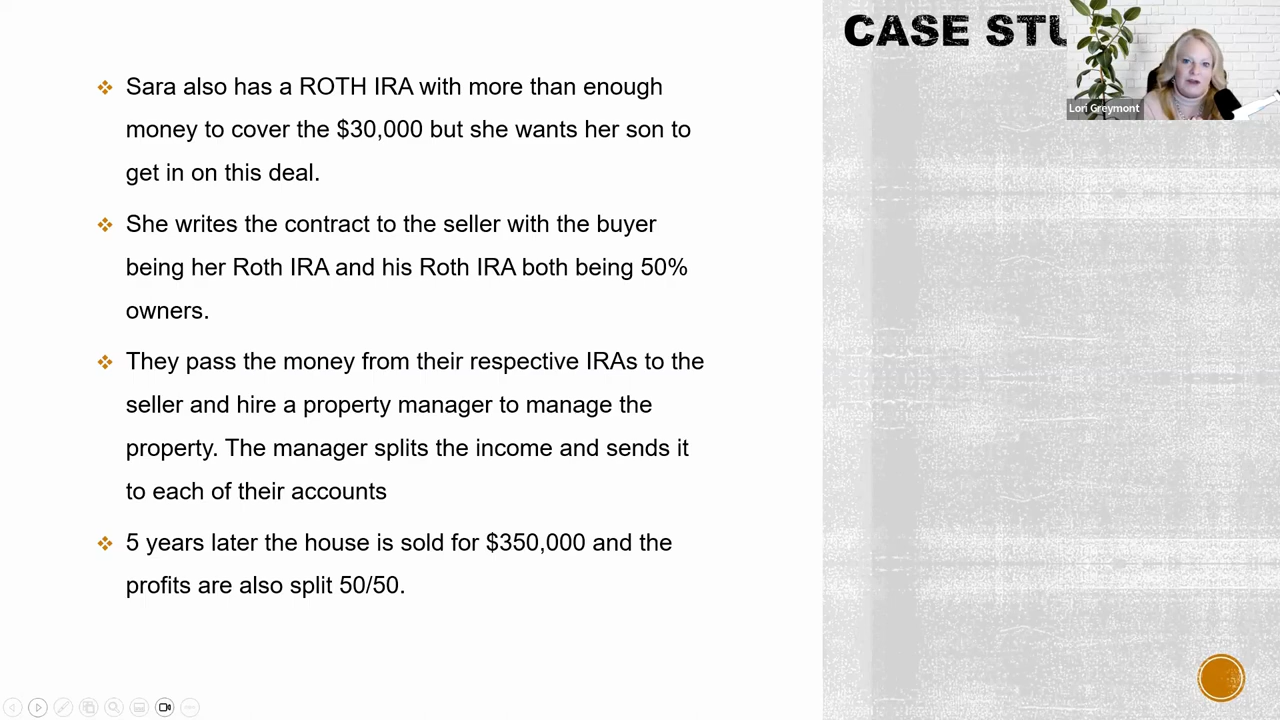 CASE STU
Lori Greymont
Sara also has a ROTH IRA with more than enough
money to cover the $30,000 but she wants her son to
get in on this deal.
She writes the contract to the seller with the buyer
being her Roth IRA and his Roth IRA both being 50%
owners.
They pass the money from their respective IRAs to the
seller and hire a property manager to manage the
property. The manager splits the income and sends it
to each of their accounts
5 years later the house is sold for $350,000 and the
profits are also split 50/50.